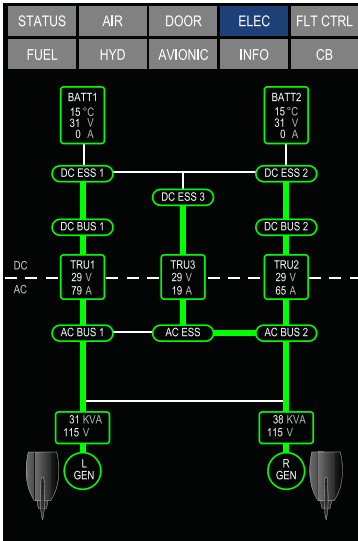 STATUS AIR DOOR ELEC FLT CTRL
FUEL HYD AVIONIC INFO CB
BATT1 BATT2
15 °C 15 °C
31 V 31 V
0 A 0 A
DC ESS 1 DC ESS 2
DC ESS 3
DC BUS 1 DC BUS 2
TRU1 TRU3 TRU2
29 V 29 V 29 V
79 A 19 A 65 A
DC
AC
AC BUS 1 AC ESS AC BUS 2
31 KVA 38 KVA
115 V 115 V
L R
GEN GEN